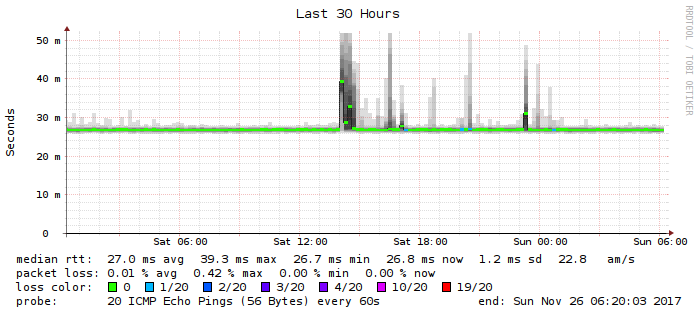 Last 30 Hours
RRDTOOL / TOBI OETIKER
Seconds
50 m
40 m
30 m
20 m
10 m
0
Sat 06:00 Sat 12:00 Sat 18:00 Sun 00:00 Sun 06:00
median rtt: 27.0 ms avg 39.3 ms max 26.7 ms min 26.8 ms now 1.2 ms sd 22.8 am/s
packet loss: 0.01 % avg 0.42 % max 0.00 % min 0.00 % now
loss color: 0 1/20 2/20 3/20 4/20 10/20 19/20
probe: 20 ICMP Echo Pings (56 Bytes) every 60s end: Sun Nov 26 06:20:03 2017